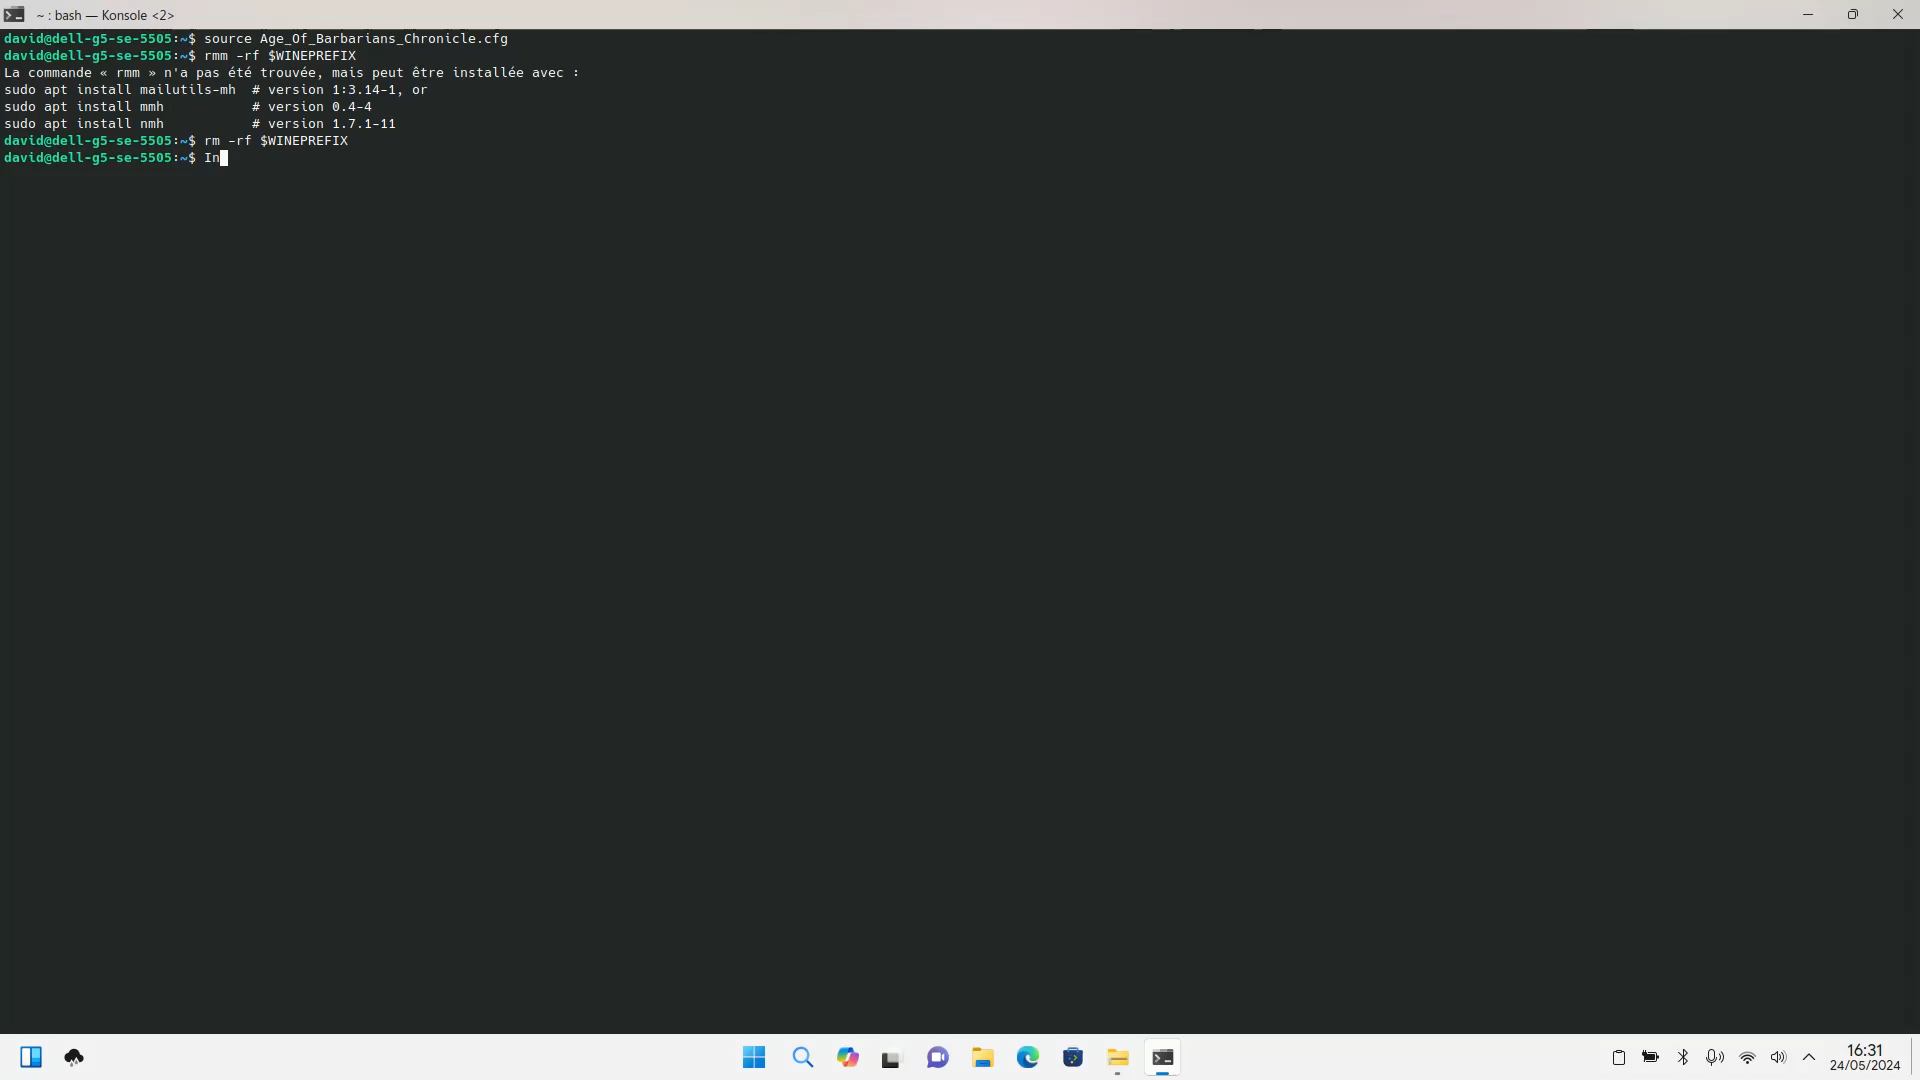 ~ : bash — Konsole <2>
david@dell-g5-se-5505:~$ source Age_Of_Barbarians_Chronicle.cfg
david@dell-g5-se-5505:~$ rmm -rf $WINEPREFIX
La commande « rmm » n'a pas été trouvée, mais peut être installée avec :
sudo apt install mailutils-mh  # version 1:3.14-1, or
sudo apt install mmh           # version 0.4-4
sudo apt install nmh           # version 1.7.1-11
david@dell-g5-se-5505:~$ rm -rf $WINEPREFIX
david@dell-g5-se-5505:~$ In
16:31
24/05/2024